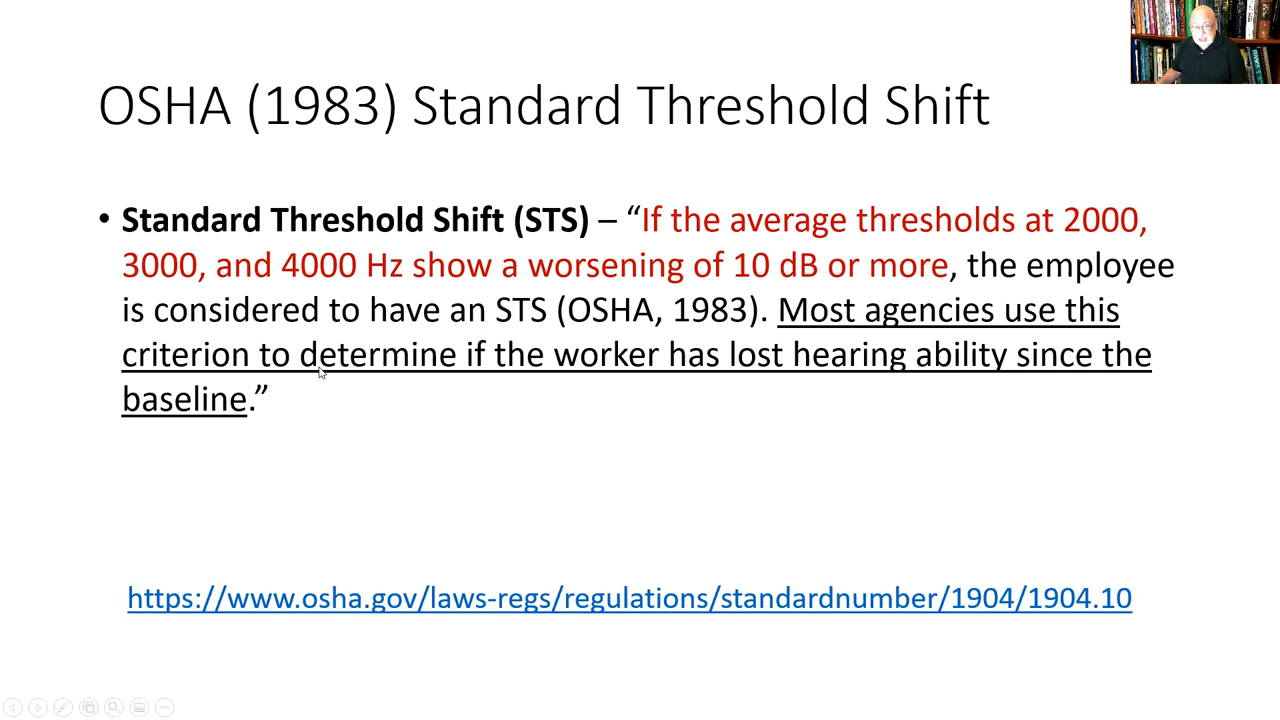 OSHA (1983) Standard Threshold Shift
• Standard Threshold Shift (STS) – “If the average thresholds at 2000,
3000, and 4000 Hz show a worsening of 10 dB or more, the employee
is considered to have an STS (OSHA, 1983). Most agencies use this
criterion to determine if the worker has lost hearing ability since the
baseline.”
https://www.osha.gov/laws-regs/regulations/standardnumber/1904/1904.10